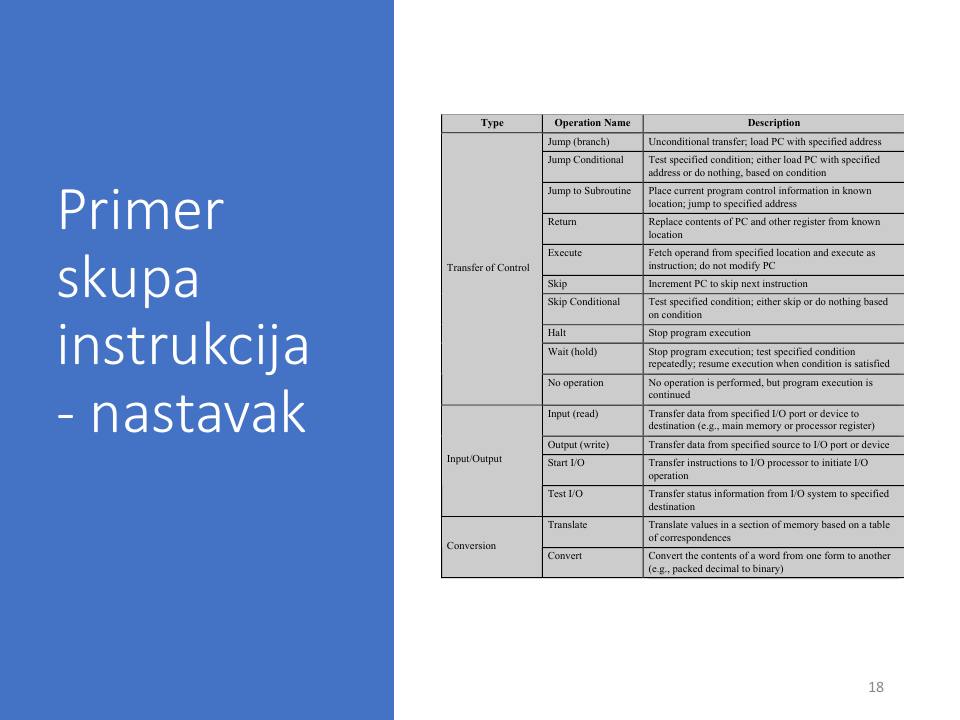 Primer
skupa
instrukcija
- nastavak
Type Operation Name Description
Transfer of Control
Jump (branch) Unconditional transfer; load PC with specified address
Jump Conditional Test specified condition; either load PC with specified
address or do nothing, based on condition
Jump to Subroutine Place current program control information in known
location; jump to specified address
Return Replace contents of PC and other register from known
location
Execute Fetch operand from specified location and execute as
instruction; do not modify PC
Skip Increment PC to skip next instruction
Skip Conditional Test specified condition; either skip or do nothing based
on condition
Halt Stop program execution
Wait (hold) Stop program execution; test specified condition
repeatedly; resume execution when condition is satisfied
No operation No operation is performed, but program execution is
continued
Input/Output
Input (read) Transfer data from specified I/O port or device to
destination (e.g., main memory or processor register)
Output (write) Transfer data from specified source to I/O port or device
Start I/O Transfer instructions to I/O processor to initiate I/O
operation
Test I/O Transfer status information from I/O system to specified
destination
Conversion
Translate Translate values in a section of memory based on a table
of correspondences
Convert Convert the contents of a word from one form to another
(e.g., packed decimal to binary)
18